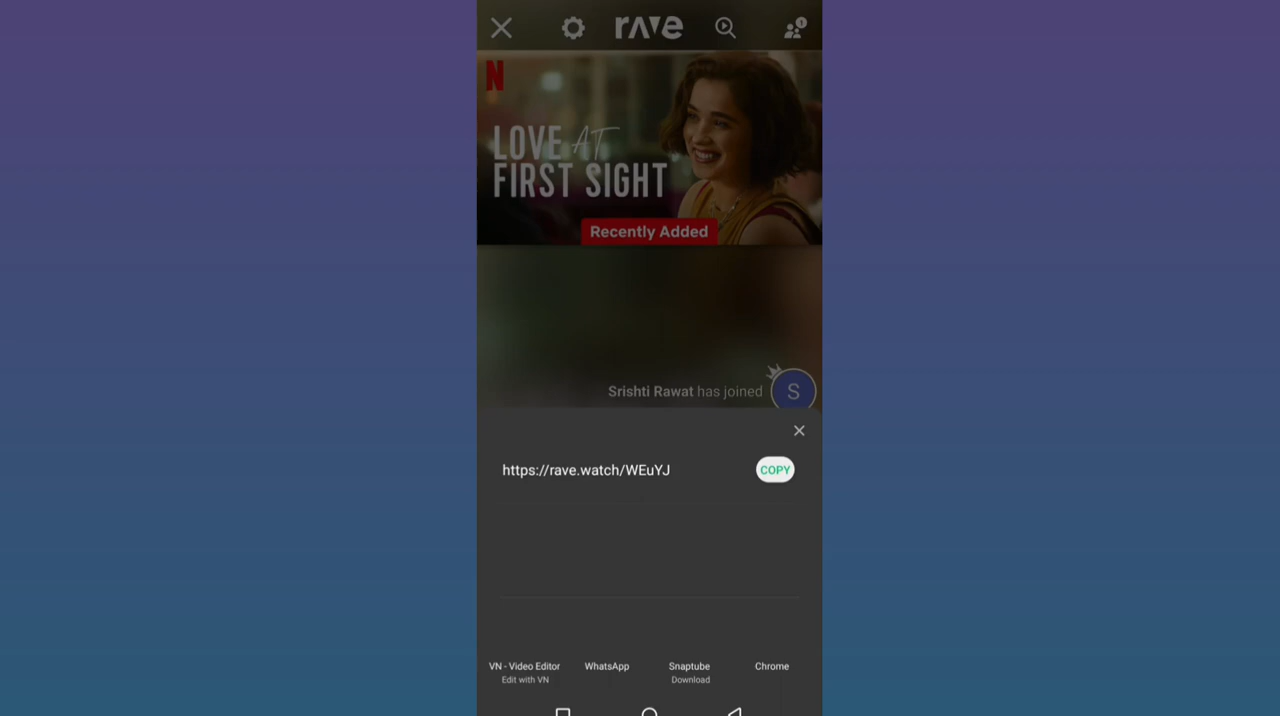 rave
1
N
LOVE AT
FIRST SIGHT
Recently Added
Srishti Rawat has joined
S
https://rave.watch/WEuYJ
COPY
VN - Video Editor
Edit with VN
WhatsApp
Snaptube
Download
Chrome